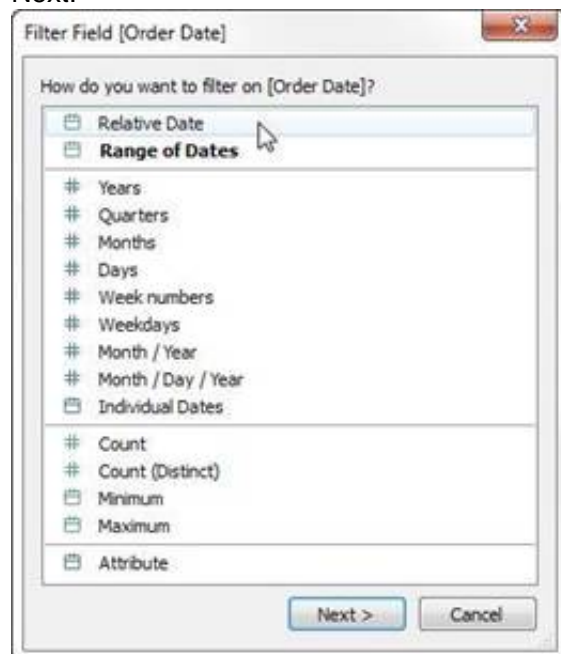 Next.
Filter Field [Order Date]
How do you want to filter on [Order Date]?
Relative Date
Range of Dates
# Years
# Quarters
# Months
# Days
# Week numbers
# Weekdays
# Month / Year
# Month / Day / Year
Individual Dates
# Count
# Count (Distinct)
Minimum
Maximum
Attribute
Next > Cancel